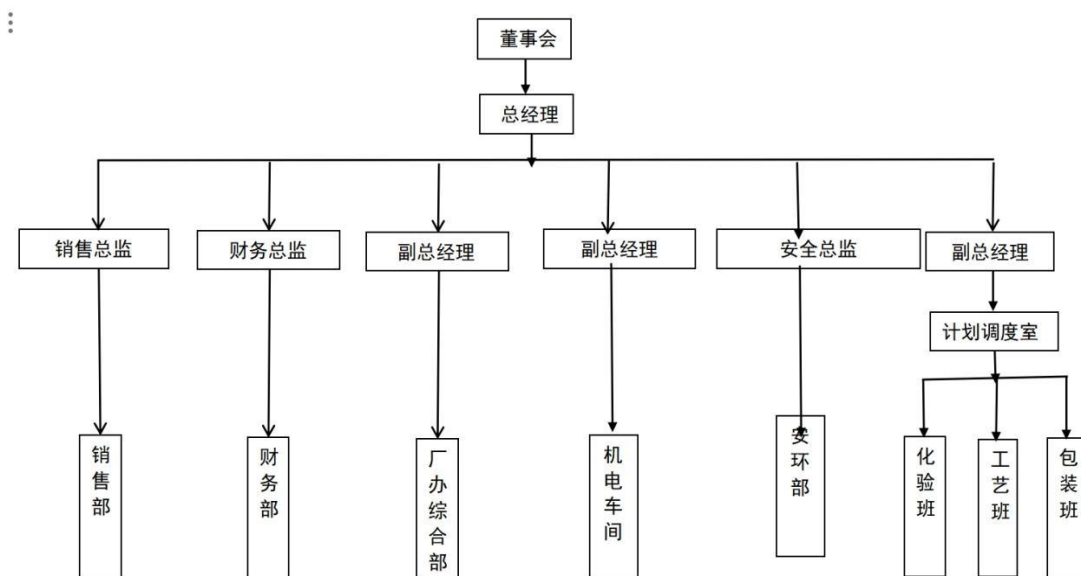 董事会
总经理
销售总监
财务总监
副总经理
副总经理
安全总监
副总经理
计划调度室
销售部
财务部
厂办综合部
机电车间
安环部
化验班
工艺班
包装班